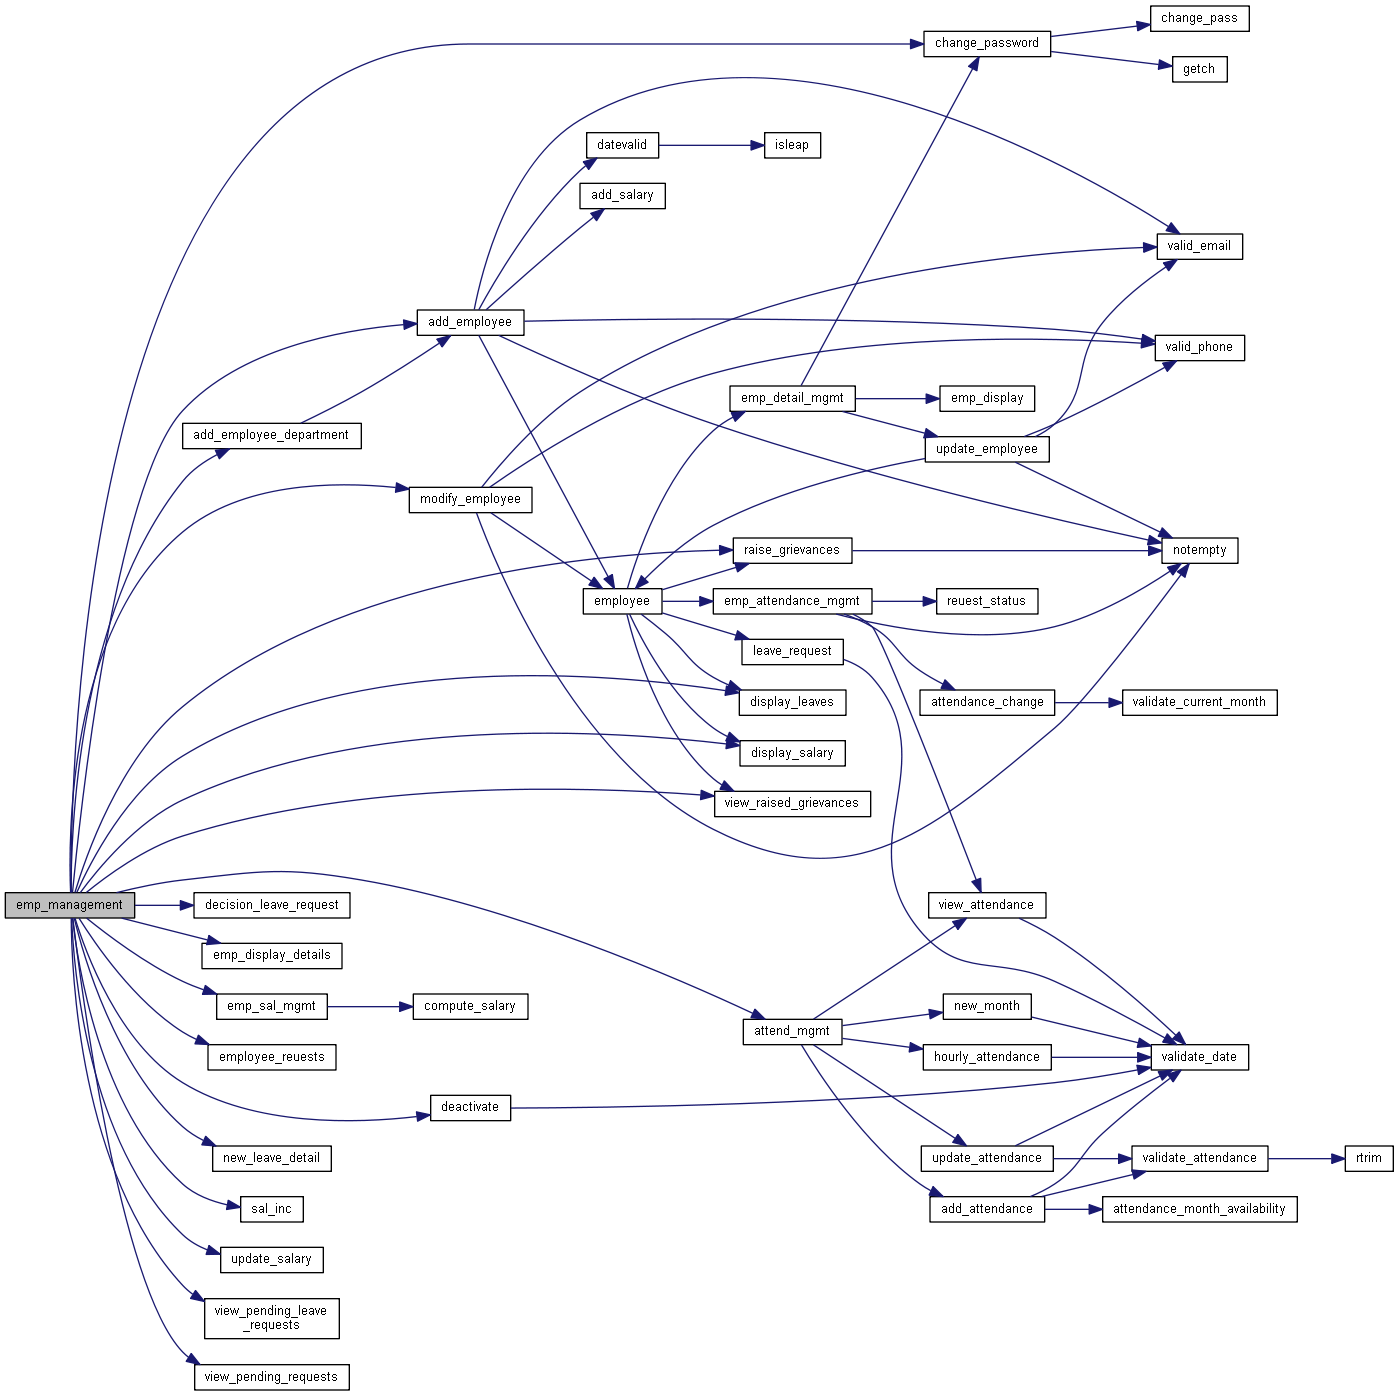 change_pass
change_password
getch
datevalid
isleap
add_salary
valid_email
add_employee
valid_phone
emp_detail_mgmt
emp_display
add_employee_department
update_employee
modify_employee
raise_grievances
notempty
employee
emp_attendance_mgmt
reuest_status
leave_request
display_leaves
attendance_change
validate_current_month
display_salary
view_raised_grievances
emp_management
decision_leave_request
view_attendance
emp_display_details
emp_sal_mgmt
compute_salary
new_month
attend_mgmt
employee_reuests
hourly_attendance
validate_date
deactivate
new_leave_detail
update_attendance
validate_attendance
rtrim
sal_inc
add_attendance
attendance_month_availability
update_salary
view_pending_leave
_requests
view_pending_requests